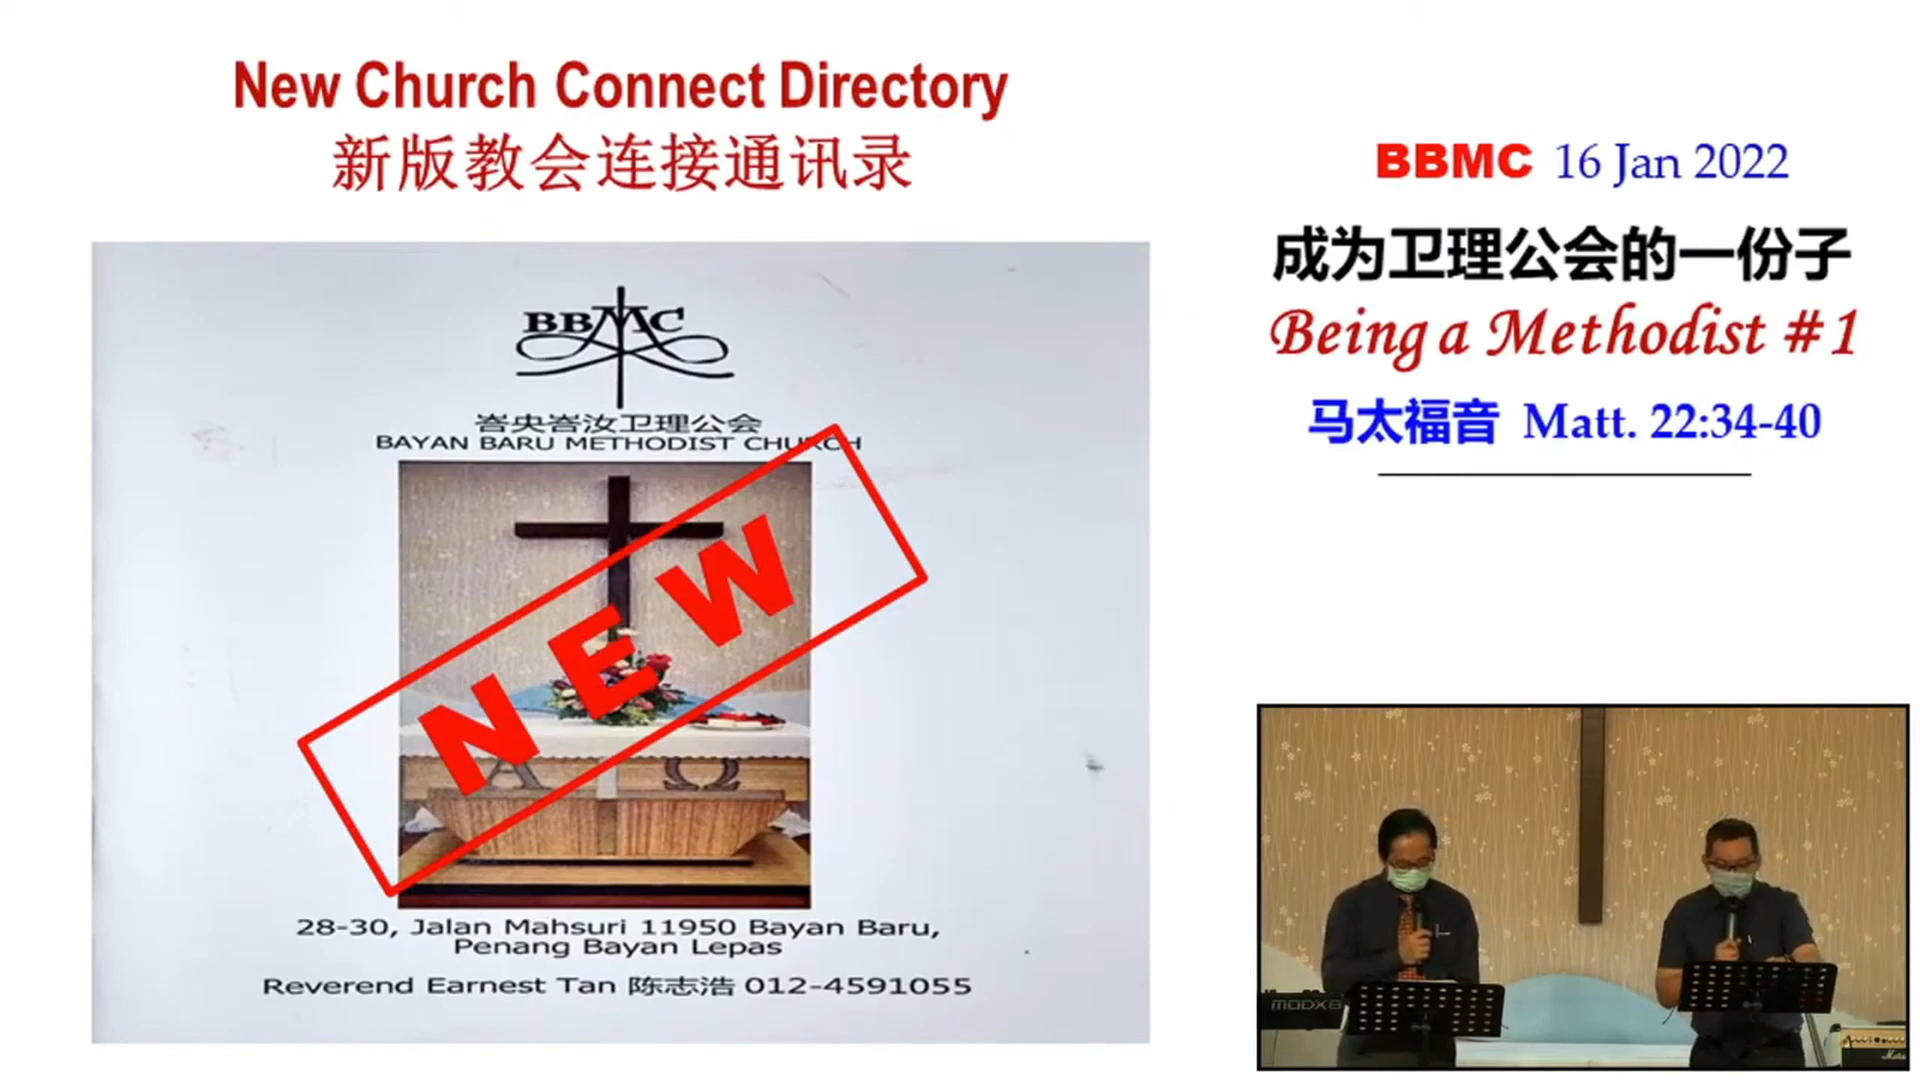 New Church Connect Directory
新版教会连接通讯录
BBMC
峇央峇汝卫理公会
BAYAN BARU METHODIST CHURCH
NEW
Α Ω
28-30, Jalan Mahsuri 11950 Bayan Baru,
Penang Bayan Lepas
Reverend Earnest Tan 陈志浩 012-4591055
BBMC 16 Jan 2022
成为卫理公会的一份子
Being a Methodist #1
马太福音 Matt. 22:34-40
MODX8
Marshall